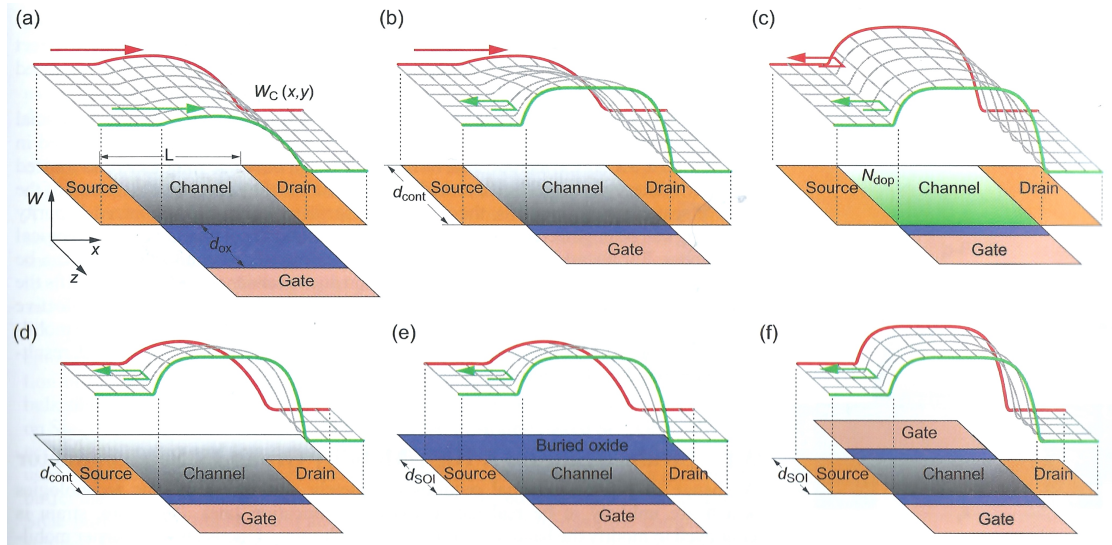 (a)
W_C (x,y)
L
Source
Channel
Drain
W
x
z
d_ox
Gate
(b)
d_cont
Source
Channel
Drain
Gate
(c)
N_dop
Source
Channel
Drain
Gate
(d)
d_cont
Source
Channel
Drain
Gate
(e)
Buried oxide
d_SOI
Source
Channel
Drain
Gate
(f)
Gate
d_SOI
Source
Channel
Drain
Gate